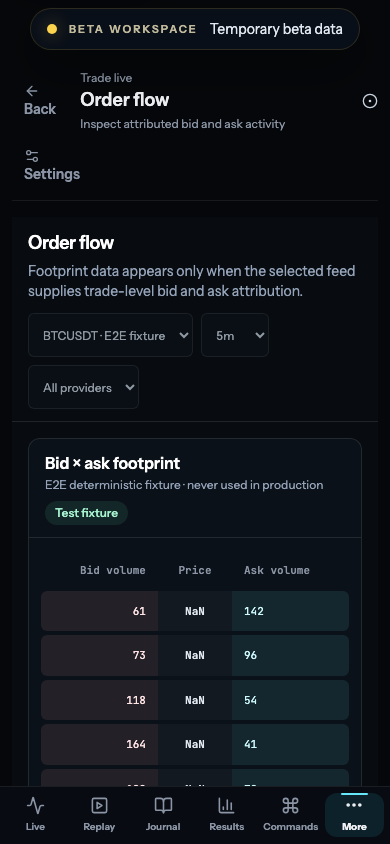 BETA WORKSPACE Temporary beta data
Trade live
Back
Order flow
Inspect attributed bid and ask activity
Settings
Order flow
Footprint data appears only when the selected feed
supplies trade-level bid and ask attribution.
BTCUSDT · E2E fixture 5m
All providers
Bid × ask footprint
E2E deterministic fixture · never used in production
Test fixture
Bid volume Price Ask volume
61 NaN 142
73 NaN 96
118 NaN 54
164 NaN 41
Live Replay Journal Results Commands More